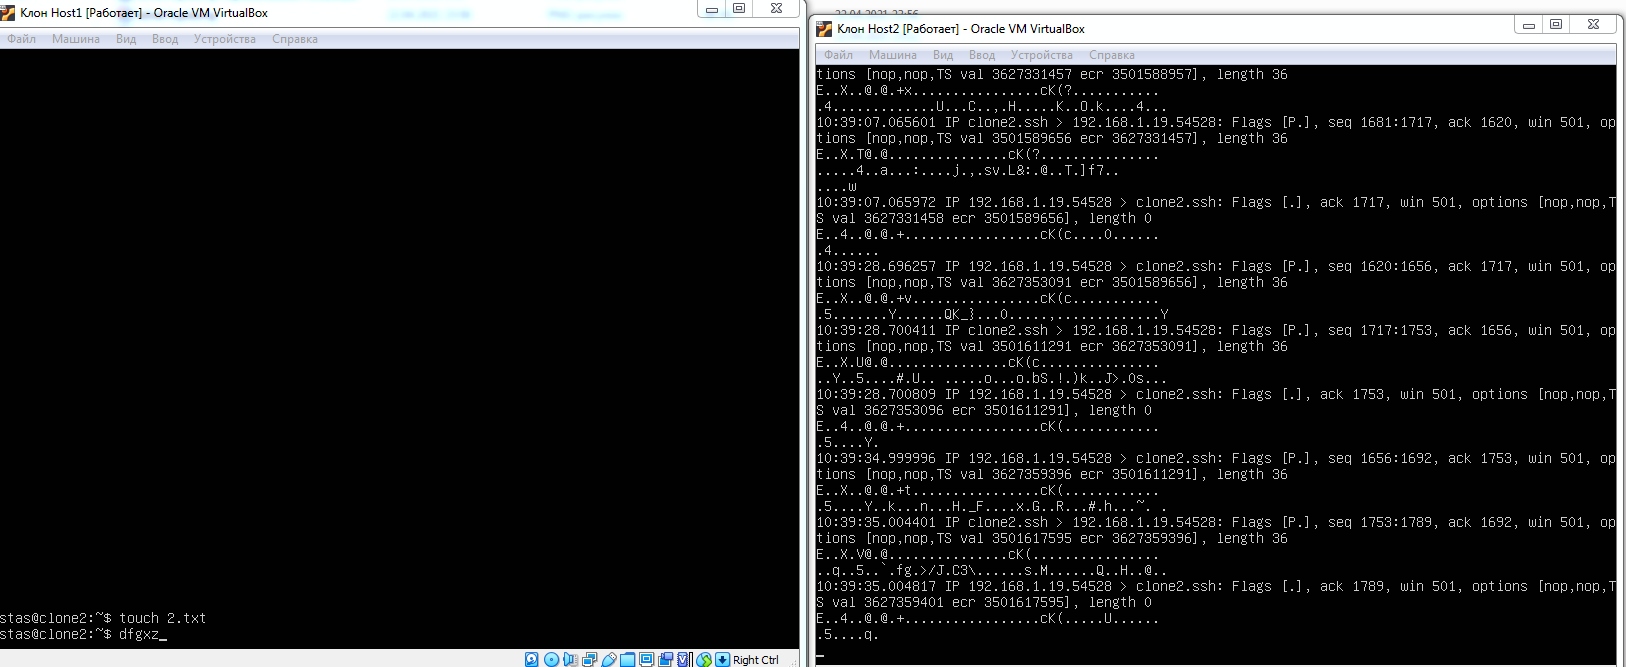 Клон Host1 [Работает] - Oracle VM VirtualBox
Файл Машина Вид Ввод Устройства Справка
stas@clone2:~$ touch 2.txt
stas@clone2:~$ dfgxz_
Right Ctrl
Клон Host2 [Работает] - Oracle VM VirtualBox
Файл Машина Вид Ввод Устройства Справка
tions [nop,nop,TS val 3627331457 ecr 3501588957], length 36
E..X..@.@.+x................cK(?...........
.4.............U...C..,.H.....K..O.k....4...
10:39:07.065601 IP clone2.ssh > 192.168.1.19.54528: Flags [P.], seq 1681:1717, ack 1620, win 501, op
tions [nop,nop,TS val 3501589656 ecr 3627331457], length 36
E..X.T@.@...............cK(?...............
.....4..a...:....j.,.sv.L&:.@..T.]f7..
....w
10:39:07.065972 IP 192.168.1.19.54528 > clone2.ssh: Flags [.], ack 1717, win 501, options [nop,nop,T
S val 3627331458 ecr 3501589656], length 0
E..4..@.@.+.................cK(c....O......
.4......
10:39:28.696257 IP 192.168.1.19.54528 > clone2.ssh: Flags [P.], seq 1620:1656, ack 1717, win 501, op
tions [nop,nop,TS val 3627353091 ecr 3501589656], length 36
E..X..@.@.+v................cK(c...........
.5.......Y......QK_}...O.....,.............Y
10:39:28.700411 IP clone2.ssh > 192.168.1.19.54528: Flags [P.], seq 1717:1753, ack 1656, win 501, op
tions [nop,nop,TS val 3501611291 ecr 3627353091], length 36
E..X.U@.@...............cK(c...............
..Y..5....#.U.. .....o...o.bS.!.)k..J>.Os...
10:39:28.700809 IP 192.168.1.19.54528 > clone2.ssh: Flags [.], ack 1753, win 501, options [nop,nop,T
S val 3627353096 ecr 3501611291], length 0
E..4..@.@.+.................cK(............
.5....Y.
10:39:34.999996 IP 192.168.1.19.54528 > clone2.ssh: Flags [P.], seq 1656:1692, ack 1753, win 501, op
tions [nop,nop,TS val 3627359396 ecr 3501611291], length 36
E..X..@.@.+t................cK(............
.5....Y..k...n...H._F....x.G..R...#.h...~. .
10:39:35.004401 IP clone2.ssh > 192.168.1.19.54528: Flags [P.], seq 1753:1789, ack 1692, win 501, op
tions [nop,nop,TS val 3501617595 ecr 3627359396], length 36
E..X.V@.@...............cK(................
..q..5..`.fg.>/J.C3\......s.M......Q..H..@..
10:39:35.004817 IP 192.168.1.19.54528 > clone2.ssh: Flags [.], ack 1789, win 501, options [nop,nop,T
S val 3627359401 ecr 3501617595], length 0
E..4..@.@.+.................cK(.....U......
.5....q.